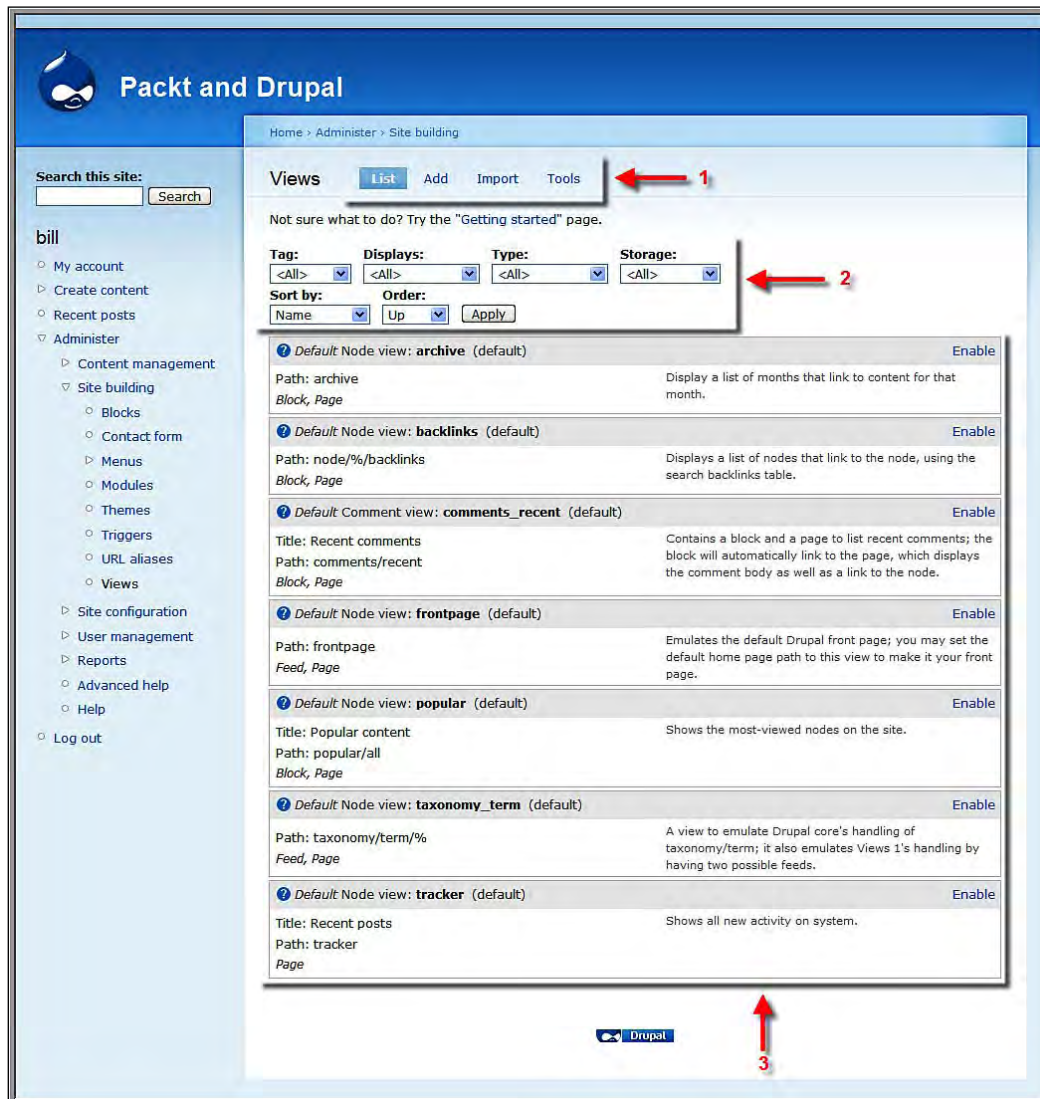 Packt and Drupal
Home › Administer › Site building
Search this site:
Search
bill
My account
Create content
Recent posts
Administer
Content management
Site building
Blocks
Contact form
Menus
Modules
Themes
Triggers
URL aliases
Views
Site configuration
User management
Reports
Advanced help
Help
Log out
Views List Add Import Tools 1
Not sure what to do? Try the "Getting started" page.
Tag: Displays: Type: Storage:
<All> <All> <All> <All> 2
Sort by: Order:
Name Up Apply
? Default Node view: archive (default) Enable
Path: archive
Block, Page
Display a list of months that link to content for that
month.
? Default Node view: backlinks (default) Enable
Path: node/%/backlinks
Block, Page
Displays a list of nodes that link to the node, using the
search backlinks table.
? Default Comment view: comments_recent (default) Enable
Title: Recent comments
Path: comments/recent
Block, Page
Contains a block and a page to list recent comments; the
block will automatically link to the page, which displays
the comment body as well as a link to the node.
? Default Node view: frontpage (default) Enable
Path: frontpage
Feed, Page
Emulates the default Drupal front page; you may set the
default home page path to this view to make it your front
page.
? Default Node view: popular (default) Enable
Title: Popular content
Path: popular/all
Block, Page
Shows the most-viewed nodes on the site.
? Default Node view: taxonomy_term (default) Enable
Path: taxonomy/term/%
Feed, Page
A view to emulate Drupal core's handling of
taxonomy/term; it also emulates Views 1's handling by
having two possible feeds.
? Default Node view: tracker (default) Enable
Title: Recent posts
Path: tracker
Page
Shows all new activity on system.
Drupal
3